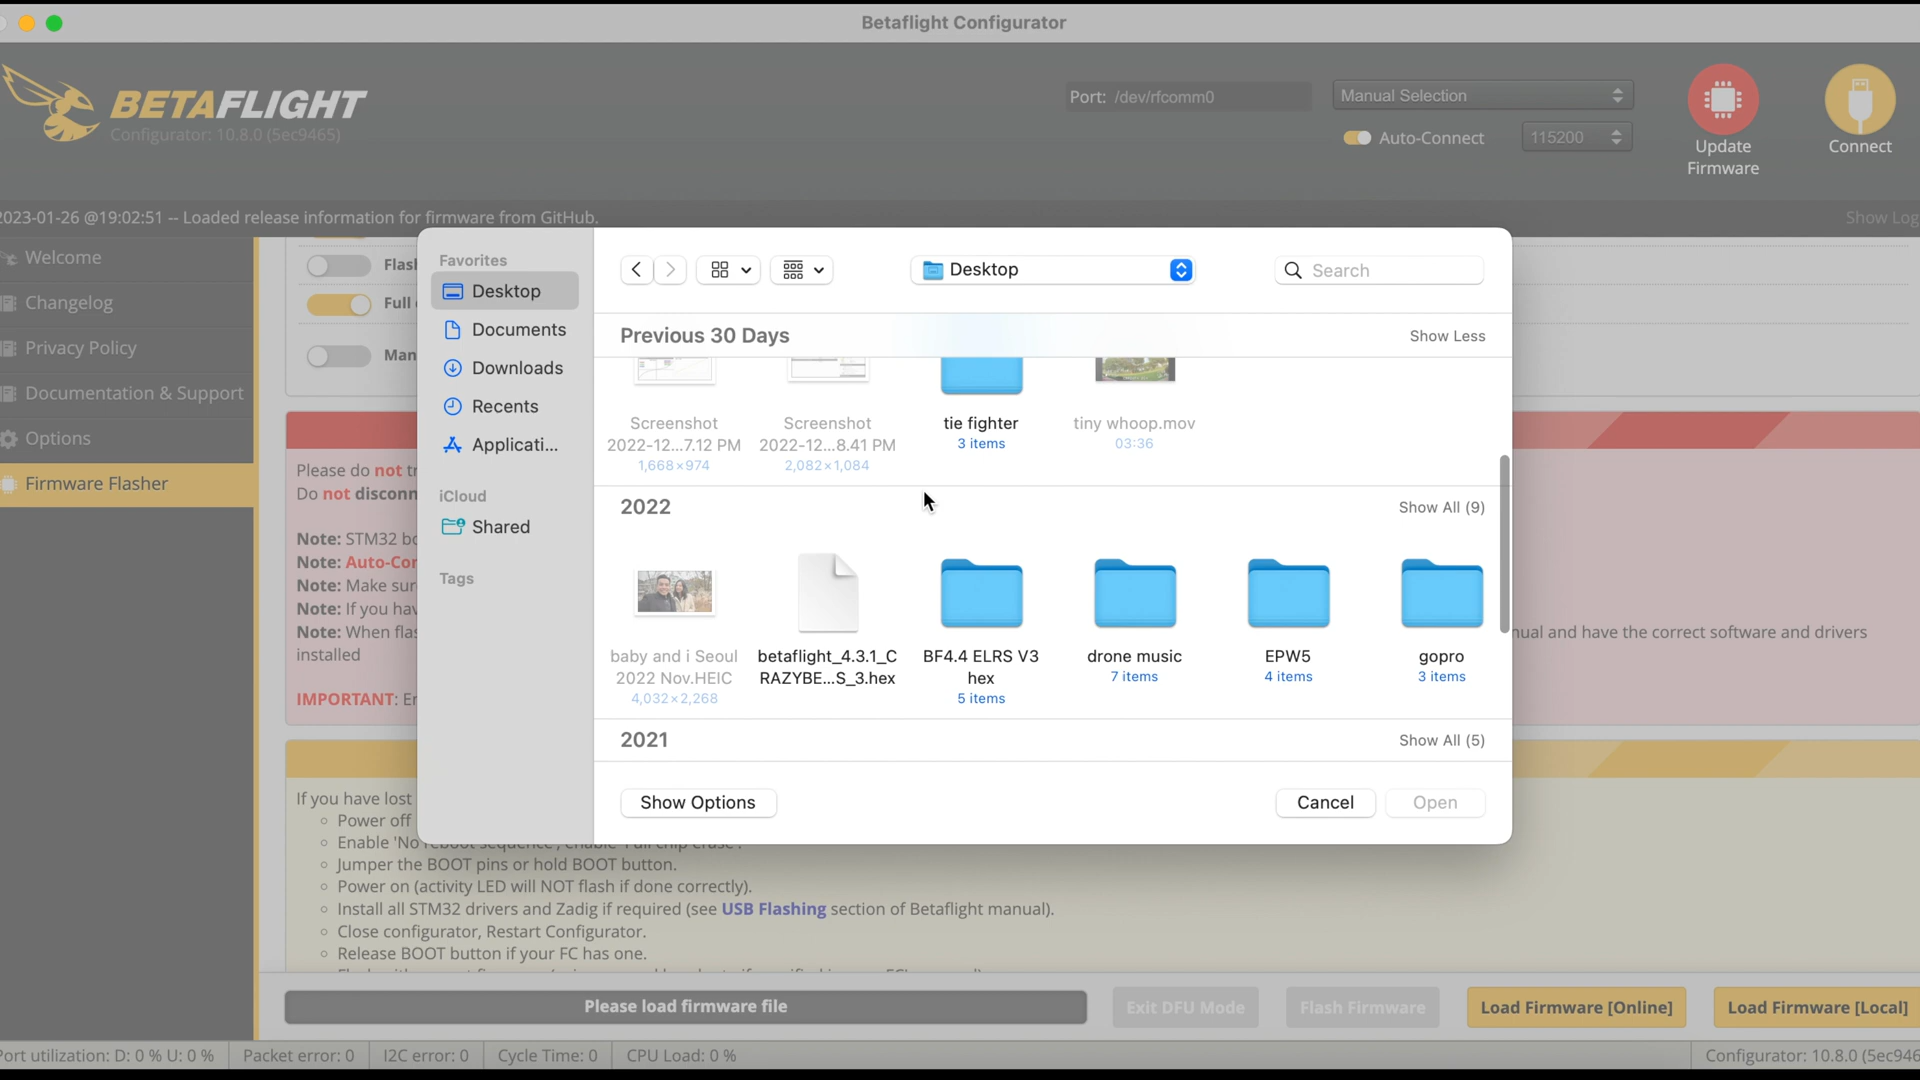 Betaflight Configurator
BETAFLIGHT
Configurator: 10.8.0 (5ec9465)
Port: /dev/rfcomm0
Manual Selection
Auto-Connect
115200
Update
Firmware
Connect
2023-01-26 @19:02:51 -- Loaded release information for firmware from GitHub.
Show Log
Welcome
Changelog
Privacy Policy
Documentation & Support
Options
Firmware Flasher
Flas
Full
Man
Please do not
Do not disconn
Note: STM32
Note: Auto-Con
Note: Make sur
Note: If you hav
Note: When flas
installed
nual and have the correct software and drivers
IMPORTANT:
Favorites
Desktop
Documents
Downloads
Recents
Applicati...
iCloud
Shared
Tags
Desktop
Search
Previous 30 Days
Show Less
Screenshot
2022-12...7.12 PM
1,668×974
Screenshot
2022-12...8.41 PM
2,082×1,084
tie fighter
3 items
tiny whoop.mov
03:36
2022
Show All (9)
baby and i Seoul
2022 Nov.HEIC
4,032×2,268
betaflight_4.3.1_C
RAZYBE...S_3.hex
BF4.4 ELRS V3
hex
5 items
drone music
7 items
EPW5
4 items
gopro
3 items
2021
Show All (5)
Show Options
Cancel
Open
If you have lost
Power off
Enable 'No
Jumper the BOOT pins or hold BOOT button.
Power on (activity LED will NOT flash if done correctly).
Install all STM32 drivers and Zadig if required (see USB Flashing section of Betaflight manual).
Close configurator, Restart Configurator.
Release BOOT button if your FC has one.
Please load firmware file
Exit DFU Mode
Flash Firmware
Load Firmware [Online]
Load Firmware [Local]
Port utilization: D: 0 % U: 0 %
Packet error: 0
I2C error: 0
Cycle Time: 0
CPU Load: 0 %
Configurator: 10.8.0 (5ec946